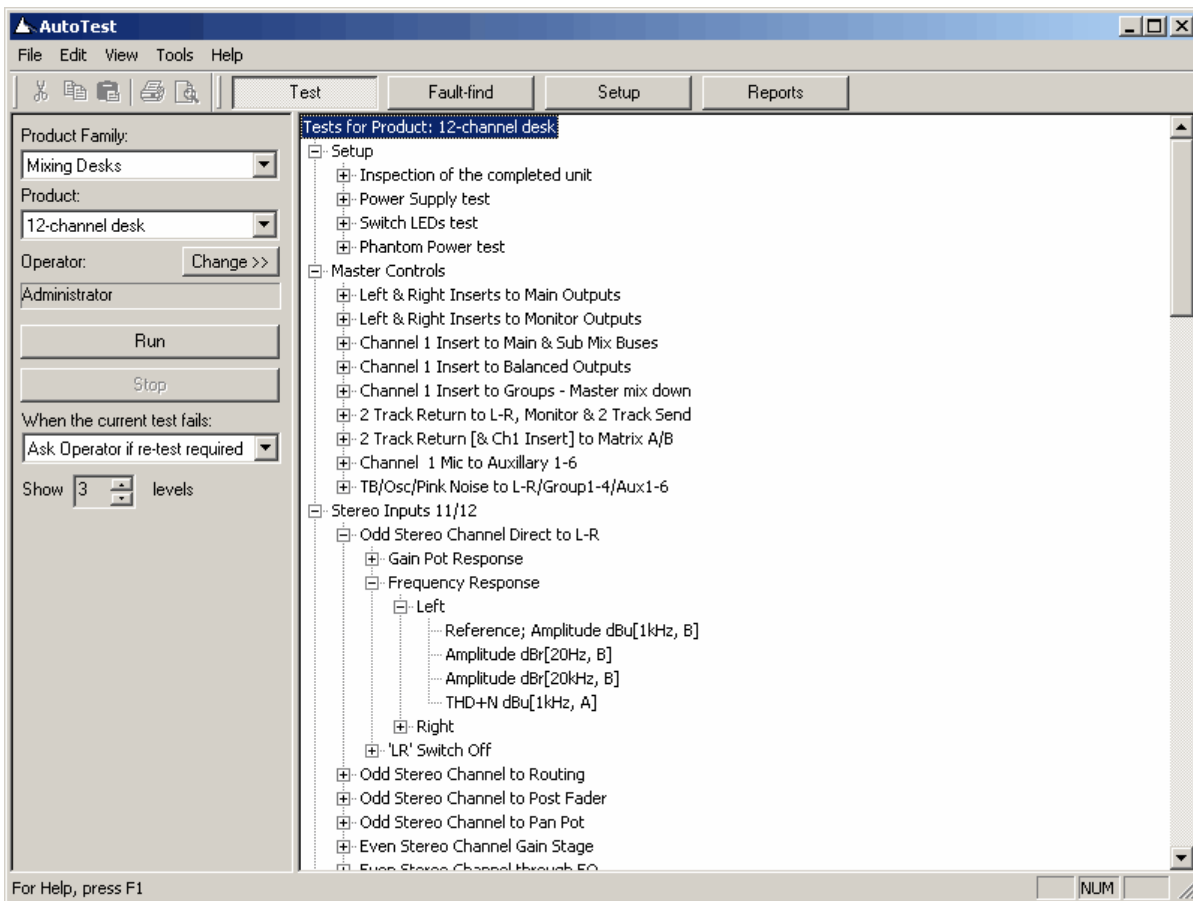 AutoTest
File Edit View Tools Help
Test Fault-find Setup Reports
Product Family:
Mixing Desks
Product:
12-channel desk
Operator: Change >>
Administrator
Run
Stop
When the current test fails:
Ask Operator if re-test required
Show 3 levels
Tests for Product: 12-channel desk
Setup
Inspection of the completed unit
Power Supply test
Switch LEDs test
Phantom Power test
Master Controls
Left & Right Inserts to Main Outputs
Left & Right Inserts to Monitor Outputs
Channel 1 Insert to Main & Sub Mix Buses
Channel 1 Insert to Balanced Outputs
Channel 1 Insert to Groups - Master mix down
2 Track Return to L-R, Monitor & 2 Track Send
2 Track Return [& Ch1 Insert] to Matrix A/B
Channel  1 Mic to Auxillary 1-6
TB/Osc/Pink Noise to L-R/Group1-4/Aux1-6
Stereo Inputs 11/12
Odd Stereo Channel Direct to L-R
Gain Pot Response
Frequency Response
Left
Reference; Amplitude dBu[1kHz, B]
Amplitude dBr[20Hz, B]
Amplitude dBr[20kHz, B]
THD+N dBu[1kHz, A]
Right
'LR' Switch Off
Odd Stereo Channel to Routing
Odd Stereo Channel to Post Fader
Odd Stereo Channel to Pan Pot
Even Stereo Channel Gain Stage
Even Stereo Channel through EQ
For Help, press F1
NUM